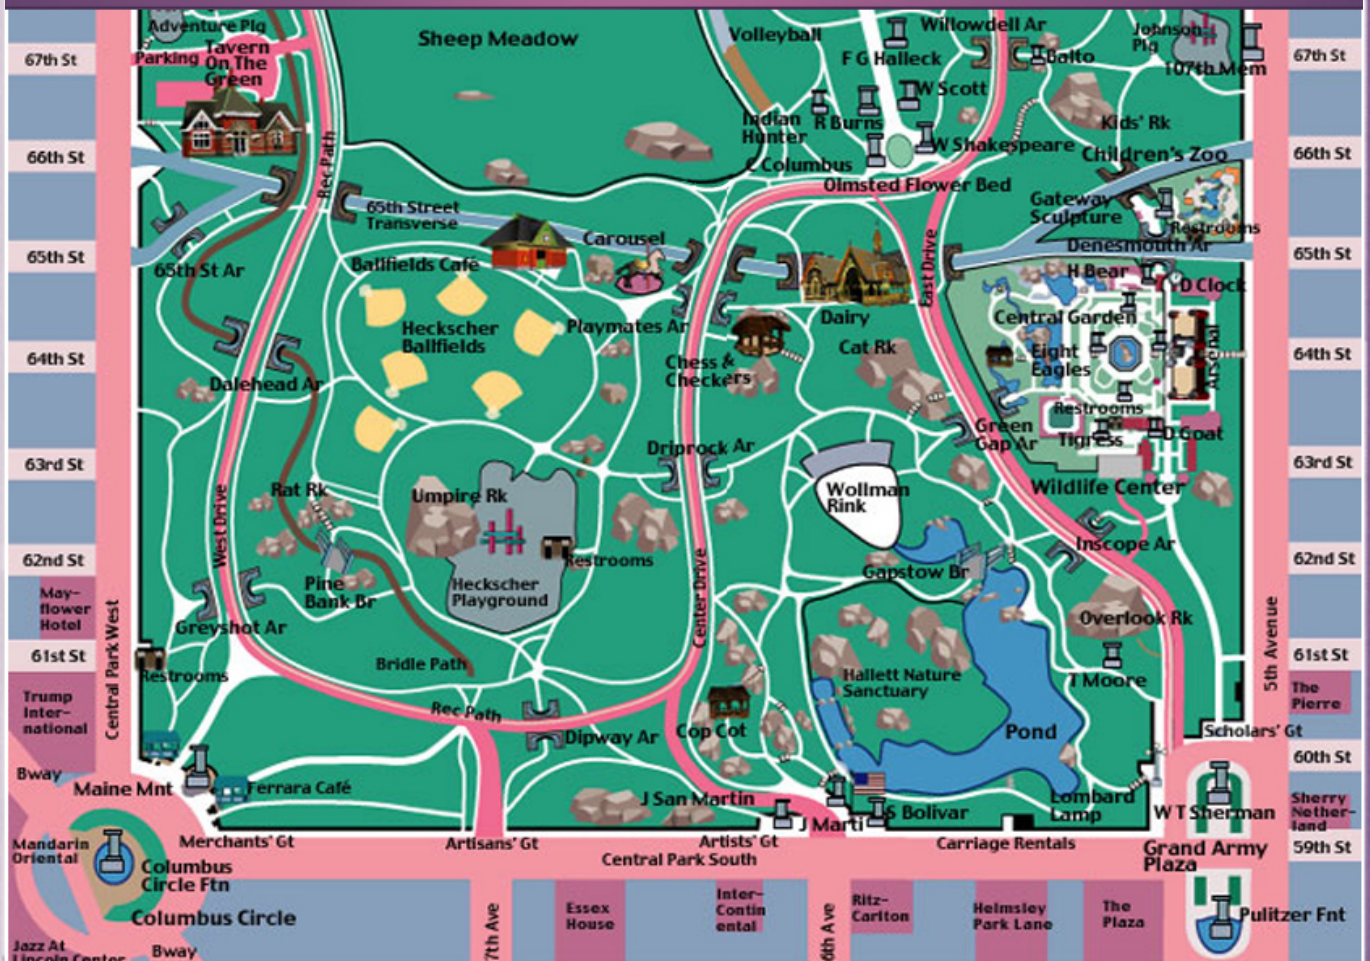 Adventure Plg
Sheep Meadow
Volleyball
Willowdell Ar
Johnson
Plg
67th St
Parking
Tavern
On The
Green
F G Halleck
Balto
107th Mem
67th St
W Scott
Indian
Hunter
R Burns
Kids' Rk
66th St
Rec Path
C Columbus
W Shakespeare
Children's Zoo
66th St
Olmsted Flower Bed
65th Street
Transverse
Gateway
Sculpture
Restrooms
65th St
65th St Ar
Ballfields Café
Carousel
East Drive
Denesmouth Ar
65th St
H Bear
D Clock
Heckscher
Ballfields
Playmates Ar
Dairy
Central Garden
64th St
Dalehead Ar
Chess &
Checkers
Cat Rk
Eight
Eagles
Arsenal
64th St
Restrooms
Green
Gap Ar
Tigress
D Goat
63rd St
Driprock Ar
63rd St
Rat Rk
Umpire Rk
Wollman
Rink
Wildlife Center
West Drive
62nd St
Restrooms
Inscope Ar
62nd St
May-
flower
Hotel
Pine
Bank Br
Heckscher
Playground
Center Drive
Gapstow Br
Central Park West
Greyshot Ar
Overlook Rk
5th Avenue
61st St
Restrooms
Bridle Path
61st St
Hallett Nature
Sanctuary
T Moore
Trump
Inter-
national
The
Pierre
Rec Path
Dipway Ar
Cop Cot
Pond
Scholars' Gt
60th St
Bway
Maine Mnt
Ferrara Café
J San Martin
J Marti
S Bolivar
Lombard
Lamp
W T Sherman
Sherry
Nether-
land
Merchants' Gt
Artisans' Gt
Artists' Gt
Carriage Rentals
59th St
Central Park South
Grand Army
Plaza
Mandarin
Oriental
Columbus
Circle Ftn
Columbus Circle
7th Ave
Essex
House
Inter-
Contin
ental
6th Ave
Ritz-
Carlton
Helmsley
Park Lane
The
Plaza
Pulitzer Fnt
Jazz At
Lincoln Center
Bway